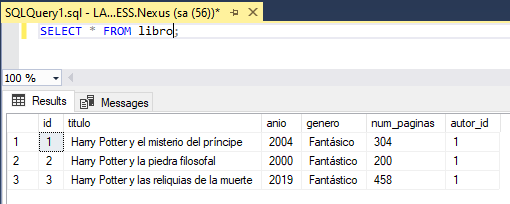 SQLQuery1.sql - LA...ESS.Nexus (sa (56))*
SELECT * FROM libro;
100 %
Results Messages
id titulo anio genero num_paginas autor_id
1 1 Harry Potter y el misterio del príncipe 2004 Fantásico 304 1
2 2 Harry Potter y la piedra filosofal 2000 Fantástico 200 1
3 3 Harry Potter y las reliquias de la muerte 2019 Fantástico 458 1